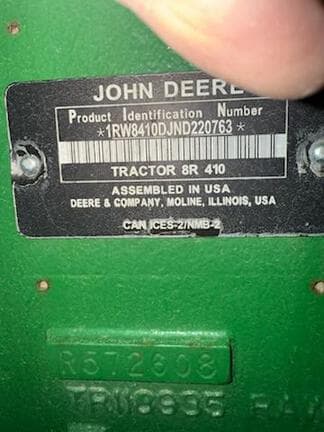 JOHN DEERE
Product Identification Number
*1RW8410DJND220763*
TRACTOR 8R 410
ASSEMBLED IN USA
DEERE & COMPANY, MOLINE, ILLINOIS, USA
CAN ICES-2/NMB-2
R572608